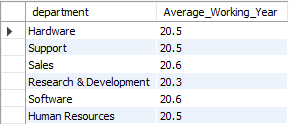 department Average_Working_Year
Hardware 20.5
Support 20.5
Sales 20.6
Research & Development 20.3
Software 20.6
Human Resources 20.5